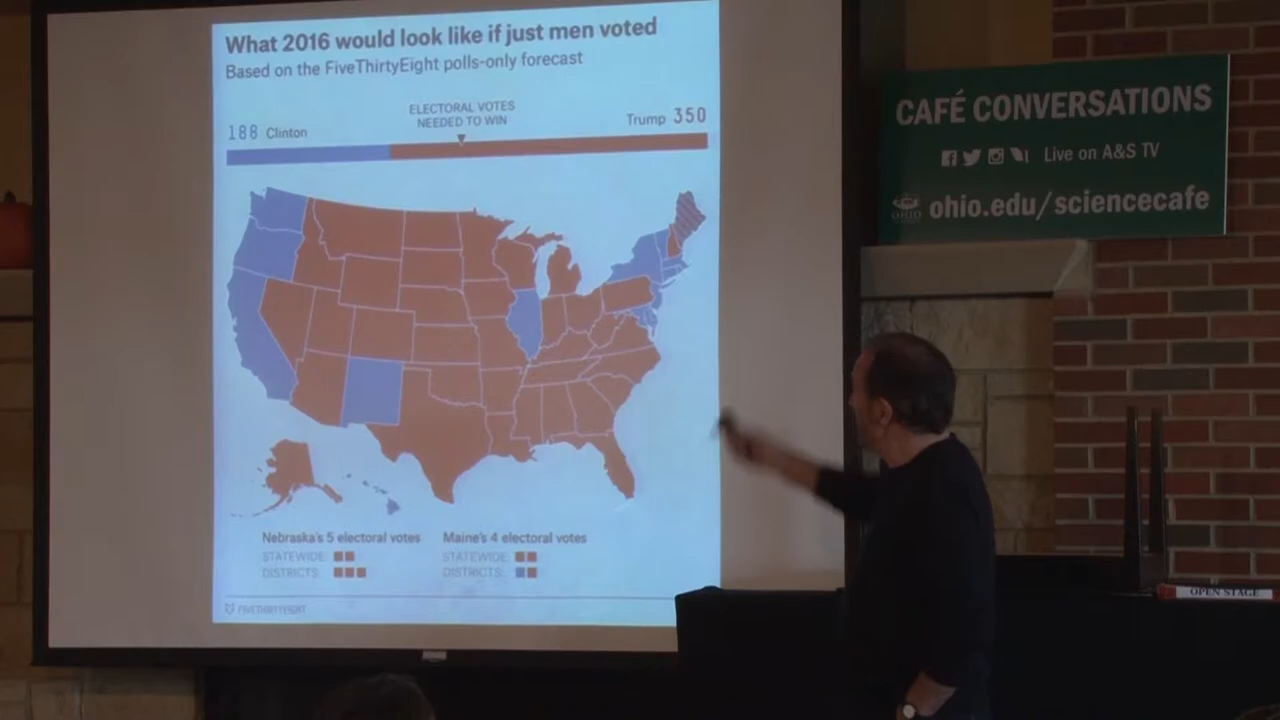 What 2016 would look like if just men voted
Based on the FiveThirtyEight polls-only forecast
ELECTORAL VOTES
NEEDED TO WIN
188 Clinton
Trump 350
Nebraska's 5 electoral votes
STATEWIDE:
DISTRICTS:
Maine's 4 electoral votes
STATEWIDE:
DISTRICTS:
FIVETHIRTYEIGHT
CAFÉ CONVERSATIONS
Live on A&S TV
OHIO
ohio.edu/sciencecafe
OPEN STAGE